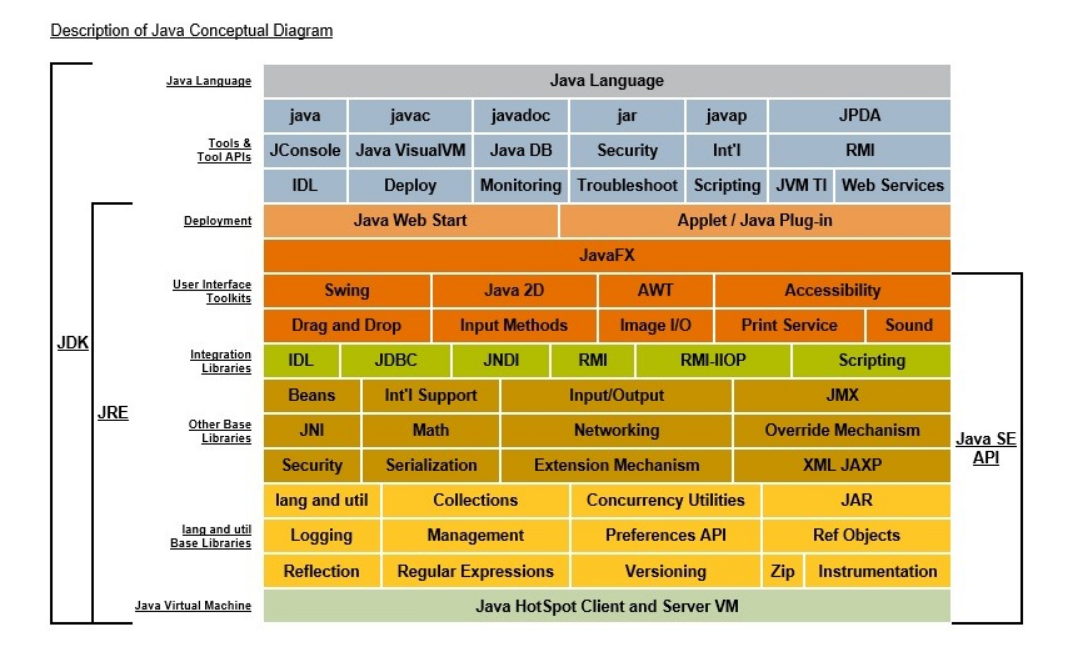 Description of Java Conceptual Diagram
Java Language
Java Language
java javac javadoc jar javap JPDA
Tools &
Tool APIs
JConsole Java VisualVM Java DB Security Int'l RMI
IDL Deploy Monitoring Troubleshoot Scripting JVM TI Web Services
Deployment
Java Web Start Applet / Java Plug-in
JavaFX
User Interface
Toolkits
Swing Java 2D AWT Accessibility
Drag and Drop Input Methods Image I/O Print Service Sound
JDK
Integration
Libraries
IDL JDBC JNDI RMI RMI-IIOP Scripting
Beans Int'l Support Input/Output JMX
JRE
Other Base
Libraries
JNI Math Networking Override Mechanism
Java SE
API
Security Serialization Extension Mechanism XML JAXP
lang and util Collections Concurrency Utilities JAR
lang and util
Base Libraries
Logging Management Preferences API Ref Objects
Reflection Regular Expressions Versioning Zip Instrumentation
Java Virtual Machine
Java HotSpot Client and Server VM